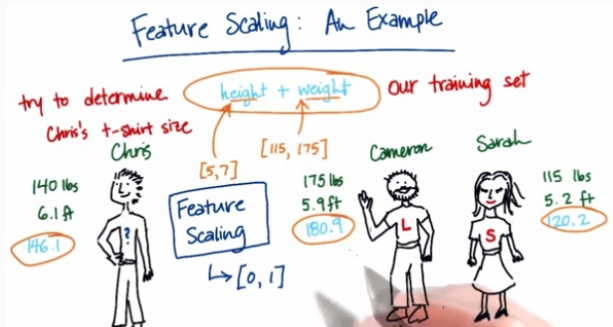 Feature Scaling: An Example
try to determine
Chris's t-shirt size
height + weight
our training set
[5,7]
[115, 175]
Chris
140 lbs
6.1 ft
146.1
?
Feature
Scaling
↳ [0, 1]
Cameron
175 lbs
5.9 ft
180.9
L
Sarah
115 lbs
5.2 ft
120.2
S